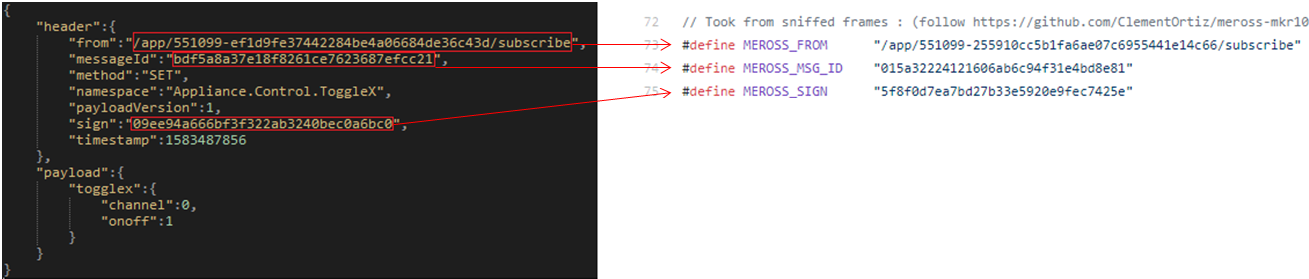 {
"header":{
"from":"/app/551099-ef1d9fe37442284be4a06684de36c43d/subscribe",
"messageId":"bdf5a8a37e18f8261ce7623687efcc21",
"method":"SET",
"namespace":"Appliance.Control.ToggleX",
"payloadVersion":1,
"sign":"09ee94a666bf3f322ab3240bec0a6bc0",
"timestamp":1583487856
},
"payload":{
"togglex":{
"channel":0,
"onoff":1
}
}
}
72 // Took from sniffed frames : (follow https://github.com/ClementOrtiz/meross-mkr10
73 #define MEROSS_FROM "/app/551099-255910cc5b1fa6ae07c6955441e14c66/subscribe"
74 #define MEROSS_MSG_ID "015a32224121606ab6c94f31e4bd8e81"
75 #define MEROSS_SIGN "5f8f0d7ea7bd27b33e5920e9fec7425e"